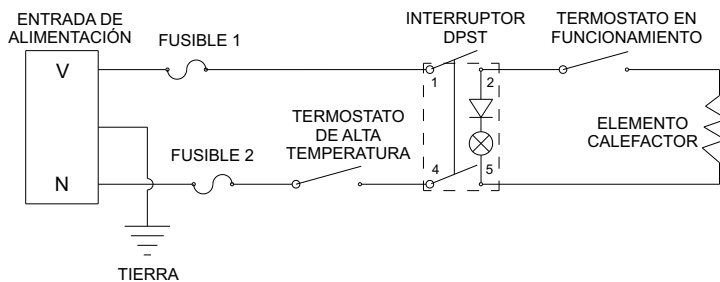 ENTRADA DE
ALIMENTACIÓN
FUSIBLE 1
INTERRUPTOR
DPST
TERMOSTATO EN
FUNCIONAMIENTO
V
1
2
TERMOSTATO
DE ALTA
TEMPERATURA
ELEMENTO
CALEFACTOR
FUSIBLE 2
N
4
5
TIERRA